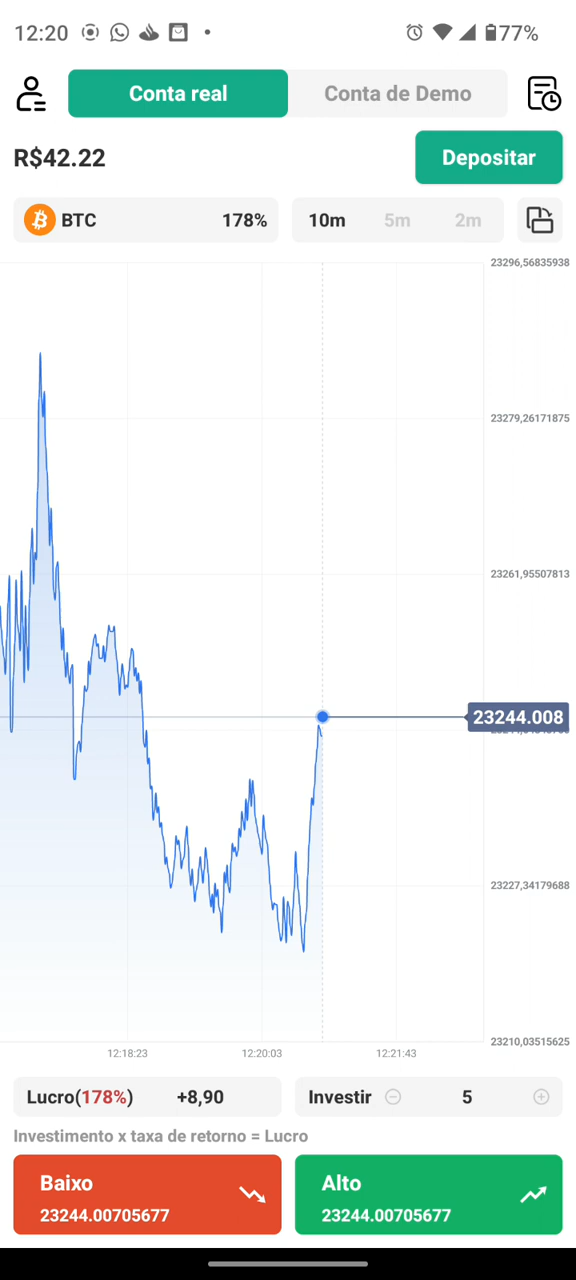 12:20
77%
Conta real
Conta de Demo
R$42.22
Depositar
BTC
178%
10m
5m
2m
23296,56835938
23279,26171875
23261,95507813
23244.008
23227,34179688
23210,03515625
12:18:23
12:20:03
12:21:43
Lucro(178%)
+8,90
Investir
5
Investimento x taxa de retorno = Lucro
Baixo
23244.00705677
Alto
23244.00705677